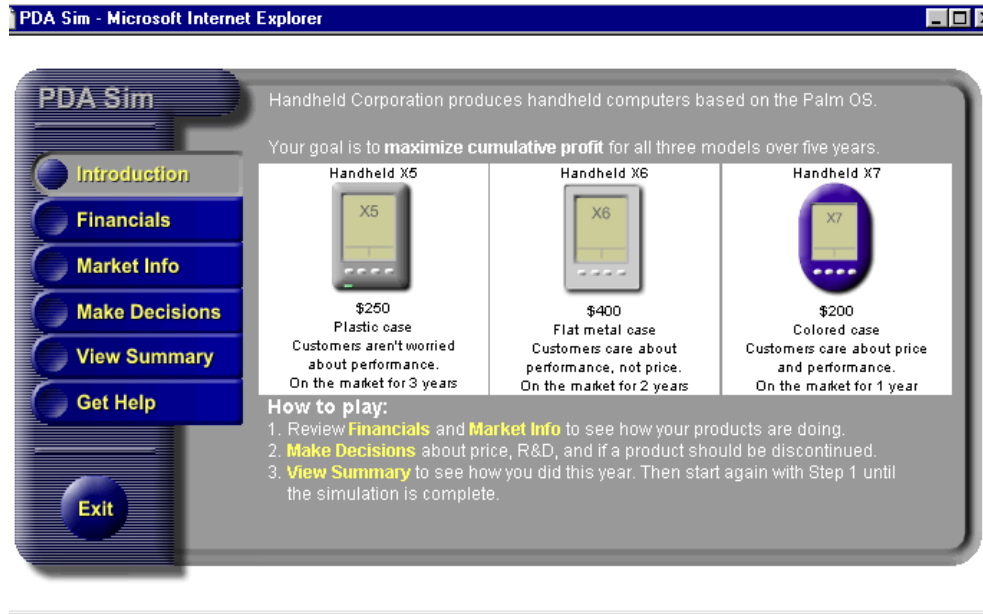 PDA Sim - Microsoft Internet Explorer
PDA Sim
Introduction
Financials
Market Info
Make Decisions
View Summary
Get Help
Exit
Handheld Corporation produces handheld computers based on the Palm OS.
Your goal is to maximize cumulative profit for all three models over five years.
Handheld X5
X5
$250
Plastic case
Customers aren't worried
about performance.
On the market for 3 years
Handheld X6
X6
$400
Flat metal case
Customers care about
performance, not price.
On the market for 2 years
Handheld X7
X7
$200
Colored case
Customers care about price
and performance.
On the market for 1 year
How to play:
1. Review Financials and Market Info to see how your products are doing.
2. Make Decisions about price, R&D, and if a product should be discontinued.
3. View Summary to see how you did this year. Then start again with Step 1 until
the simulation is complete.